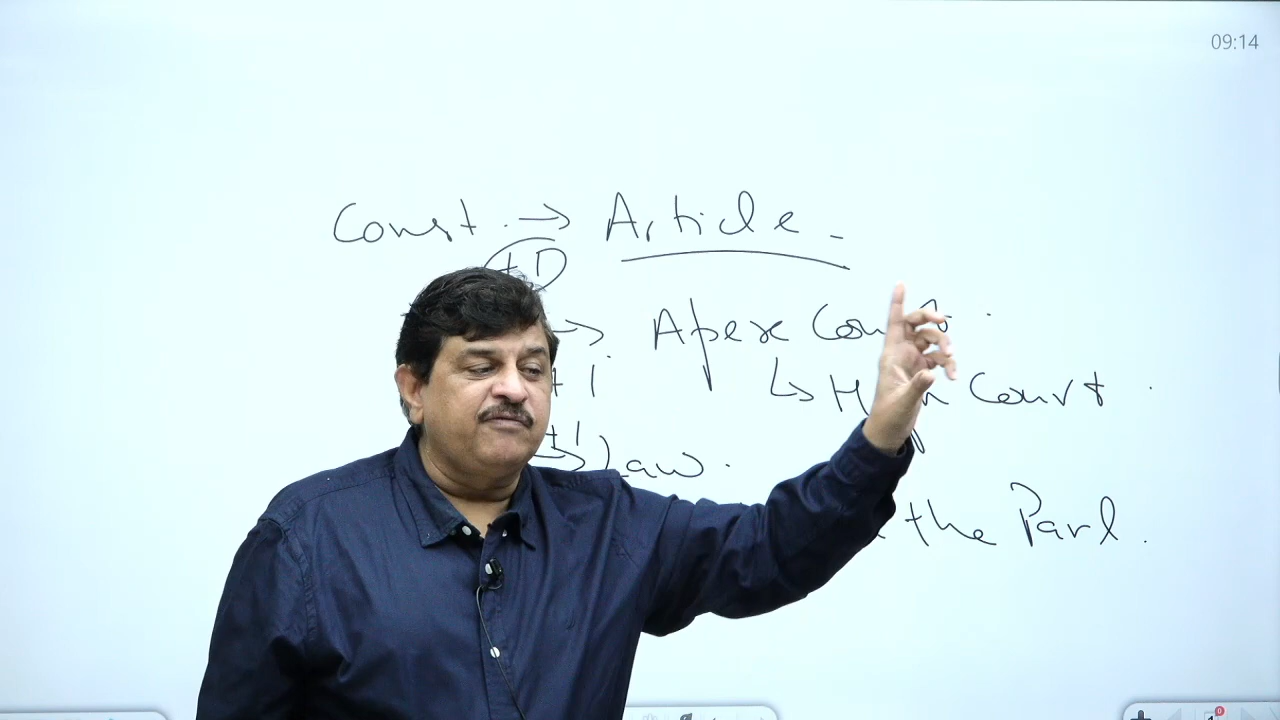 09:14
Const. → Article -
→ Apex Court.
↳ High Court.
→ Law.
the Parl.